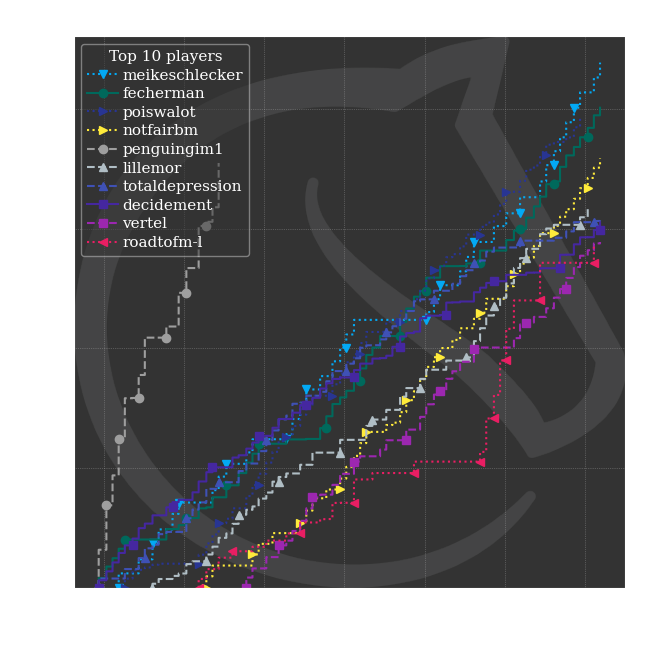 Top 10 players
meikeschlecker
fecherman
poiswalot
notfairbm
penguingim1
lillemor
totaldepression
decidement
vertel
roadtofm-l